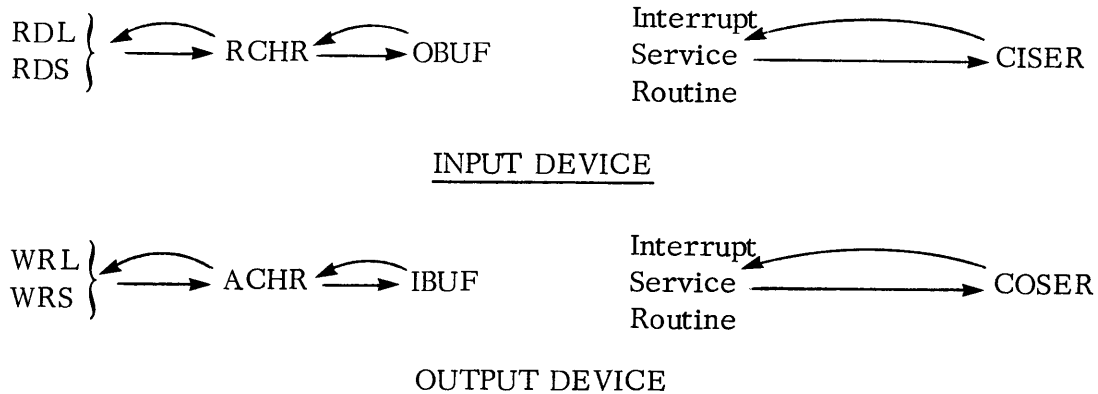 RDL
RDS
RCHR
OBUF
Interrupt
Service
Routine
CISER
INPUT DEVICE
WRL
WRS
ACHR
IBUF
Interrupt
Service
Routine
COSER
OUTPUT DEVICE